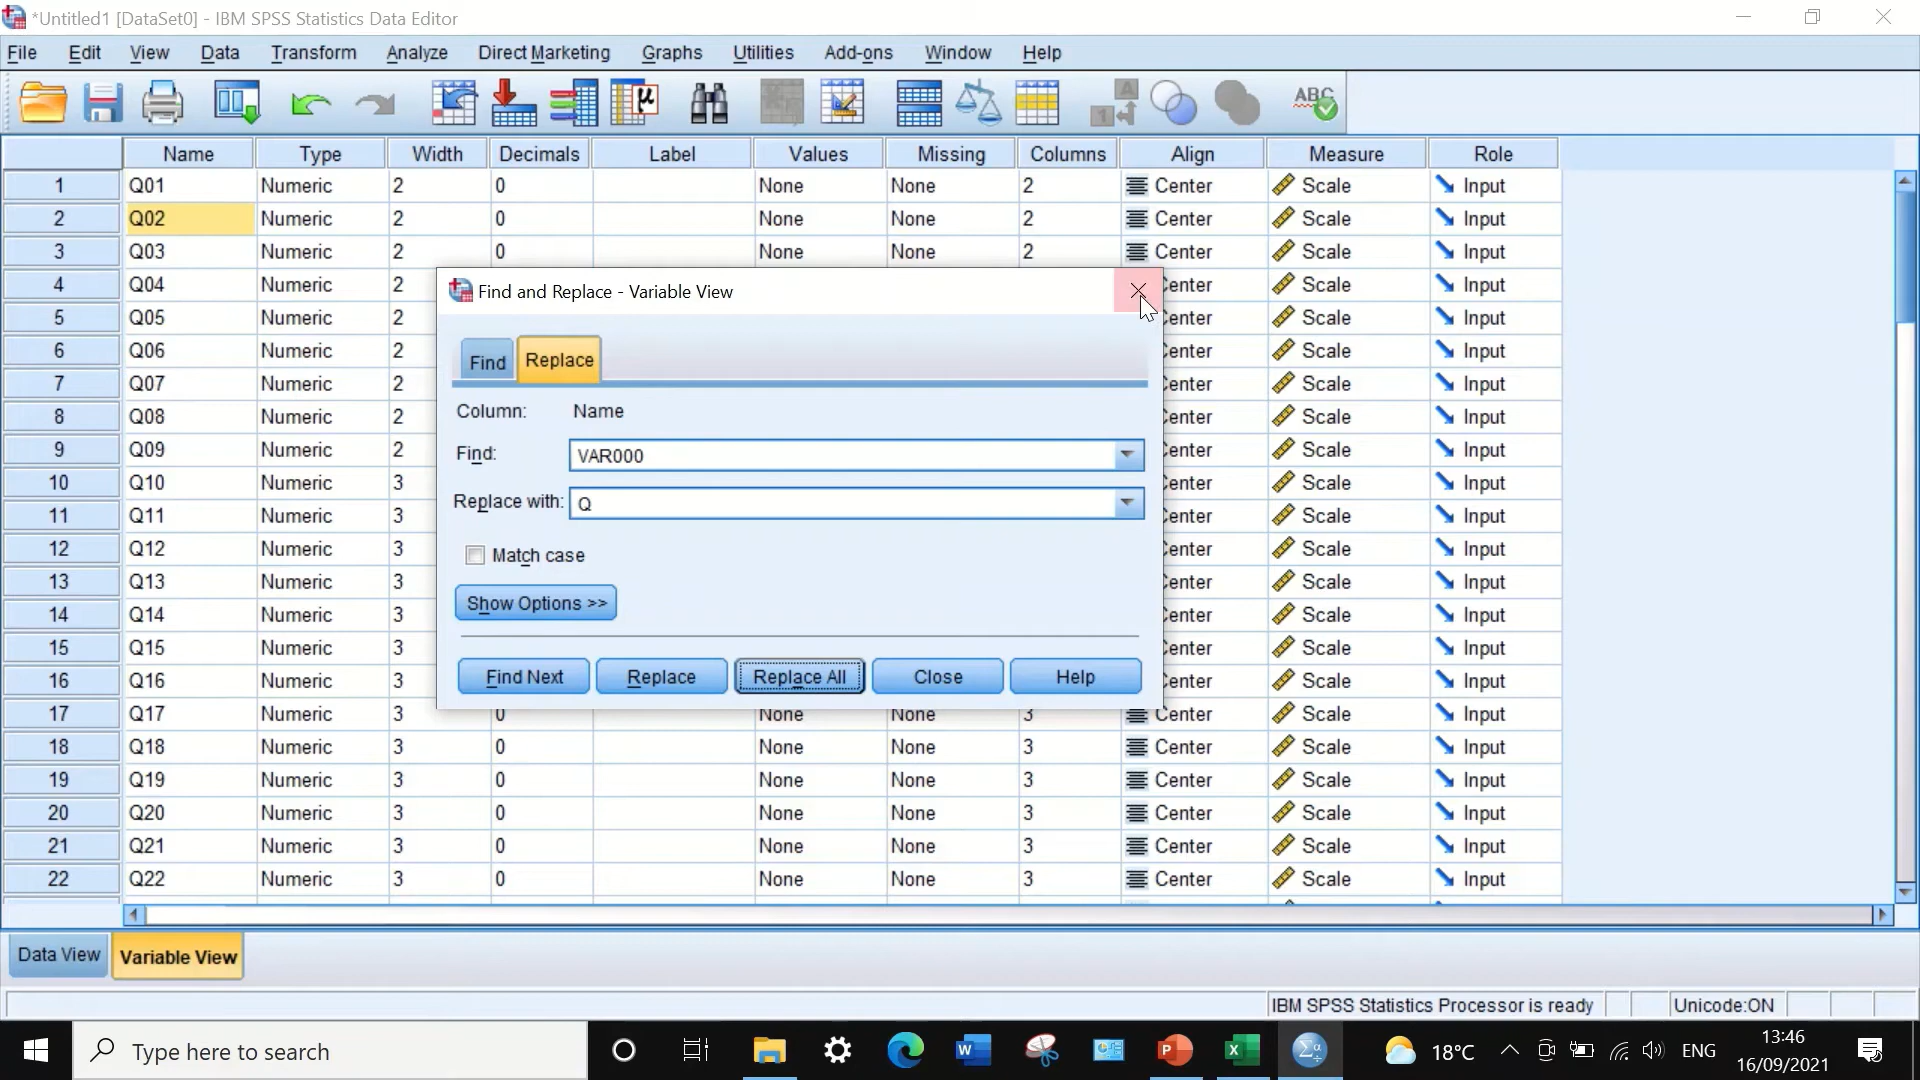 *Untitled1 [DataSet0] - IBM SPSS Statistics Data Editor
File Edit View Data Transform Analyze Direct Marketing Graphs Utilities Add-ons Window Help
Name Type Width Decimals Label Values Missing Columns Align Measure Role
1 Q01 Numeric 2 0 None None 2 Center Scale Input
2 Q02 Numeric 2 0 None None 2 Center Scale Input
3 Q03 Numeric 2 0 None None 2 Center Scale Input
4 Q04 Numeric 2 Center Scale Input
5 Q05 Numeric 2 Center Scale Input
6 Q06 Numeric 2 Center Scale Input
7 Q07 Numeric 2 Center Scale Input
8 Q08 Numeric 2 Center Scale Input
9 Q09 Numeric 2 Center Scale Input
10 Q10 Numeric 3 Center Scale Input
11 Q11 Numeric 3 Center Scale Input
12 Q12 Numeric 3 Center Scale Input
13 Q13 Numeric 3 Center Scale Input
14 Q14 Numeric 3 Center Scale Input
15 Q15 Numeric 3 Center Scale Input
16 Q16 Numeric 3 Center Scale Input
17 Q17 Numeric 3 0 None None 3 Center Scale Input
18 Q18 Numeric 3 0 None None 3 Center Scale Input
19 Q19 Numeric 3 0 None None 3 Center Scale Input
20 Q20 Numeric 3 0 None None 3 Center Scale Input
21 Q21 Numeric 3 0 None None 3 Center Scale Input
22 Q22 Numeric 3 0 None None 3 Center Scale Input
Find and Replace - Variable View
Find Replace
Column: Name
Find: VAR000
Replace with: Q
Match case
Show Options >>
Find Next Replace Replace All Close Help
Data View Variable View
IBM SPSS Statistics Processor is ready Unicode:ON
Type here to search
18°C ENG
13:46
16/09/2021